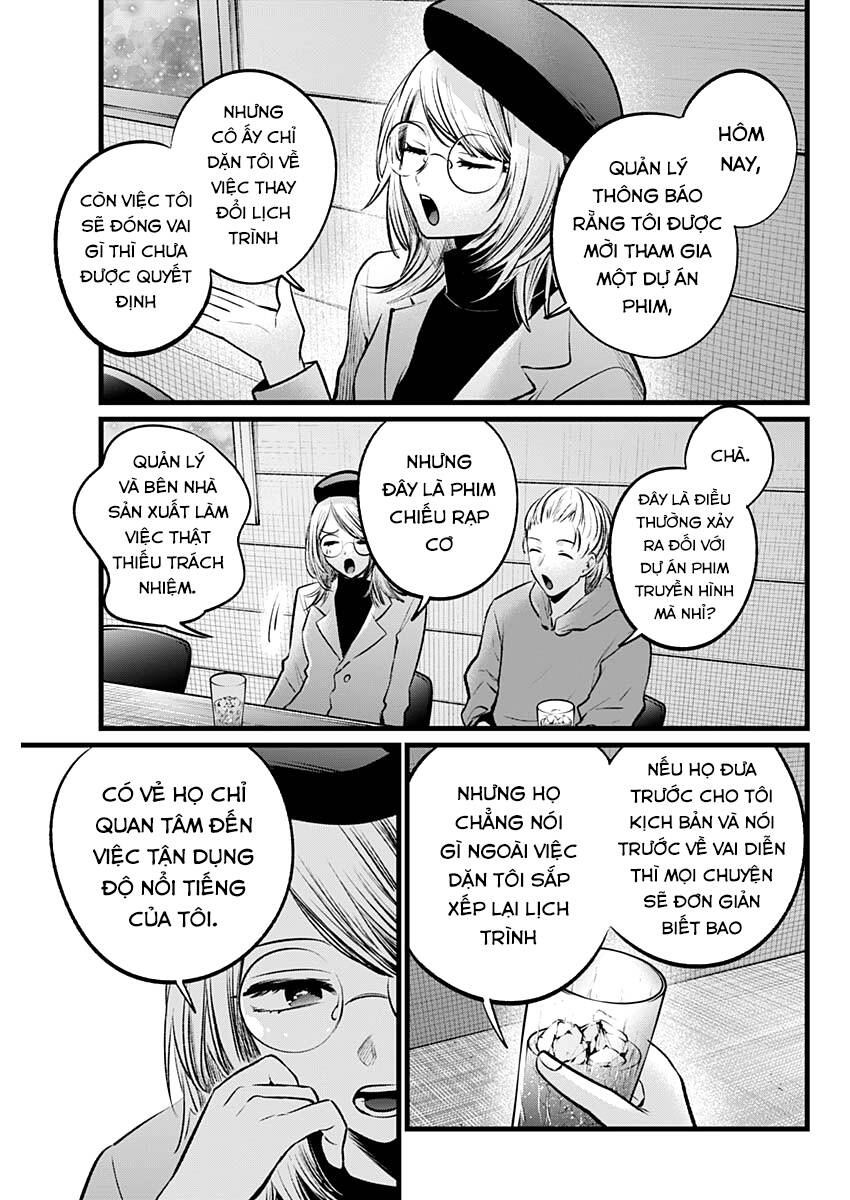 HÔM
NAY,
QUẢN LÝ
THÔNG BÁO
RẰNG TÔI ĐƯỢC
MỜI THAM GIA
MỘT DỰ ÁN
PHIM,
NHƯNG
CÔ ẤY CHỈ
DẶN TÔI VỀ
VIỆC THAY
ĐỔI LỊCH
TRÌNH
CÒN VIỆC TÔI
SẼ ĐÓNG VAI
GÌ THÌ CHƯA
ĐƯỢC QUYẾT
ĐỊNH
CHÀ.
ĐÂY LÀ ĐIỀU
THƯỜNG XẢY
RA ĐỐI VỚI
DỰ ÁN PHIM
TRUYỀN HÌNH
MÀ NHỈ?
NHƯNG
ĐÂY LÀ PHIM
CHIẾU RẠP
CƠ
QUẢN LÝ
VÀ BÊN NHÀ
SẢN XUẤT LÀM
VIỆC THẬT
THIẾU TRÁCH
NHIỆM.
NẾU HỌ ĐƯA
TRƯỚC CHO TÔI
KỊCH BẢN VÀ NÓI
TRƯỚC VỀ VAI DIỄN
THÌ MỌI CHUYỆN
SẼ ĐƠN GIẢN
BIẾT BAO
NHƯNG HỌ
CHẲNG NÓI
GÌ NGOÀI VIỆC
DẶN TÔI SẮP
XẾP LẠI LỊCH
TRÌNH
CÓ VẺ HỌ CHỈ
QUAN TÂM ĐẾN
VIỆC TẬN DỤNG
ĐỘ NỔI TIẾNG
CỦA TÔI.